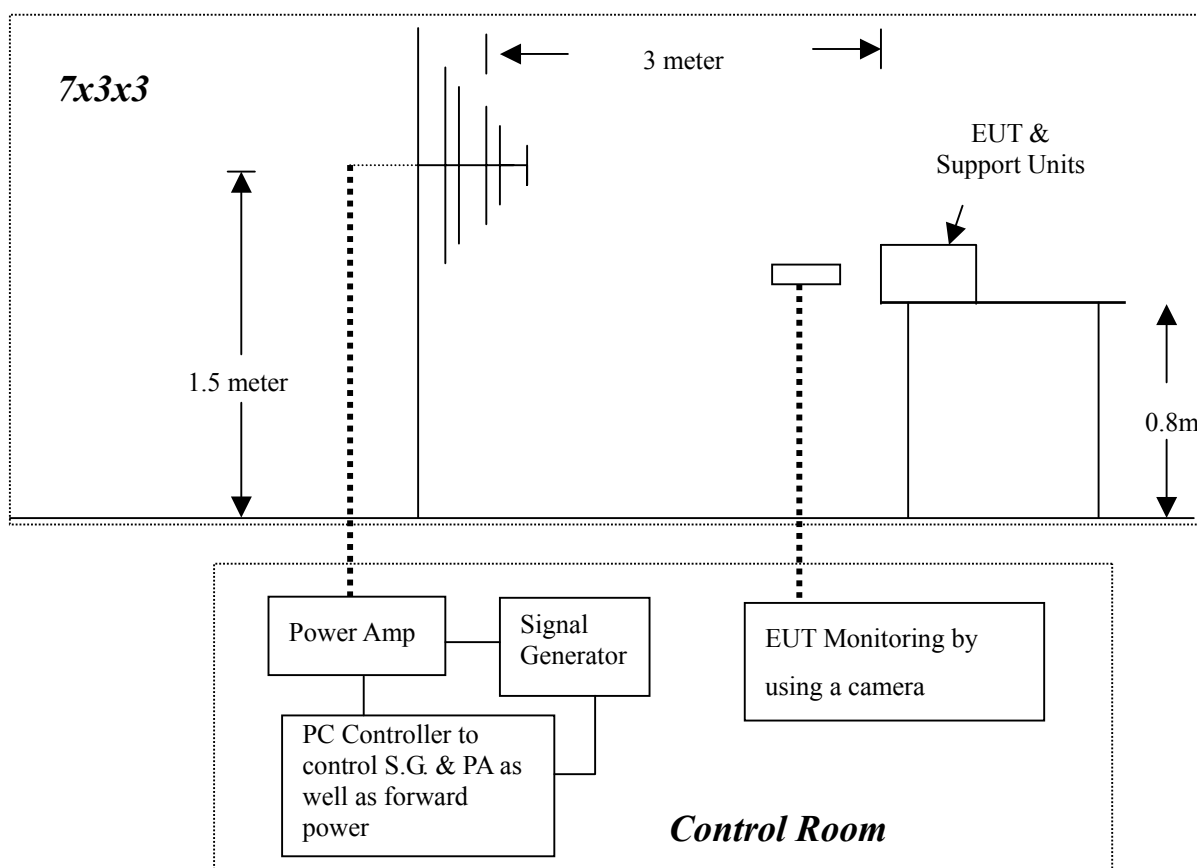 7x3x3
3 meter
EUT &
Support Units
1.5 meter
0.8m
Power Amp
Signal
Generator
EUT Monitoring by
using a camera
PC Controller to
control S.G. & PA as
well as forward
power
Control Room